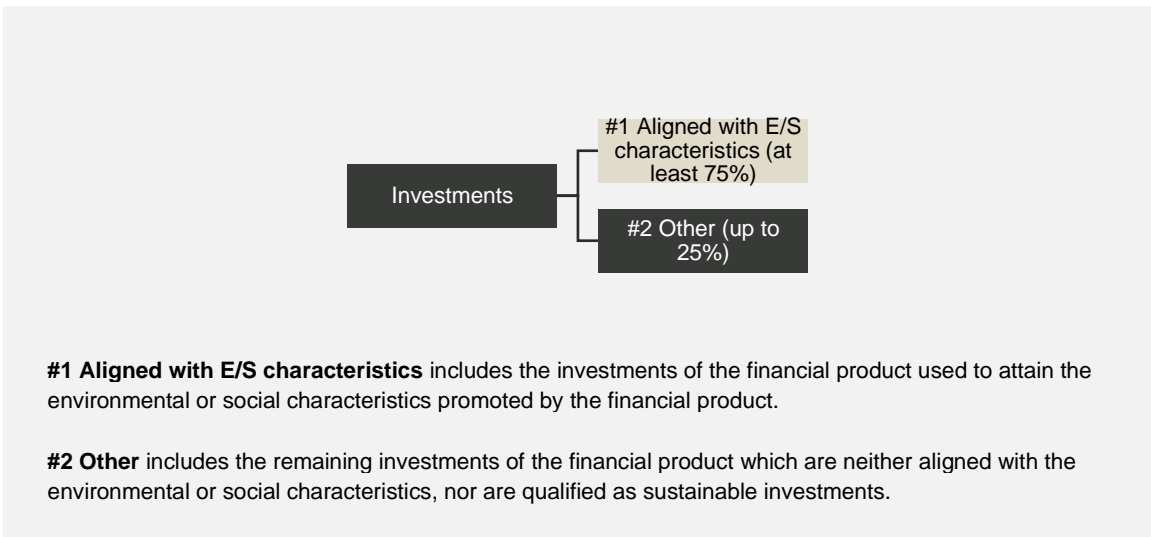 #1 Aligned with E/S
characteristics (at
least 75%)
Investments
#2 Other (up to
25%)
#1 Aligned with E/S characteristics includes the investments of the financial product used to attain the
environmental or social characteristics promoted by the financial product.
#2 Other includes the remaining investments of the financial product which are neither aligned with the
environmental or social characteristics, nor are qualified as sustainable investments.